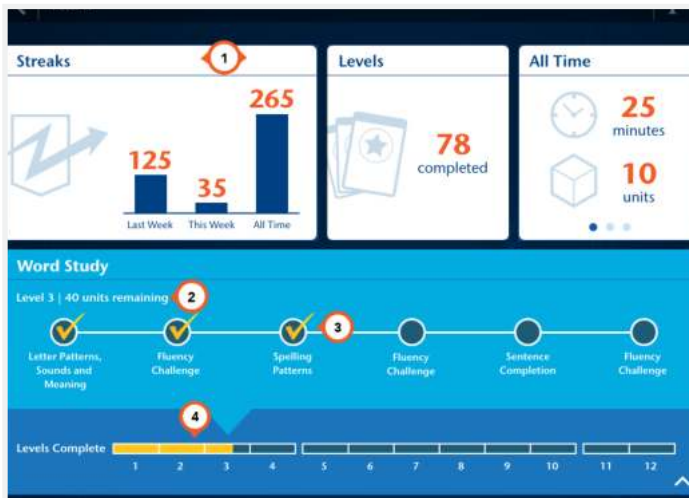 Streaks
1
265
125
35
Last Week
This Week
All Time
Levels
78
completed
All Time
25
minutes
10
units
Word Study
Level 3 | 40 units remaining
2
3
Letter Patterns,
Sounds and
Meaning
Fluency
Challenge
Spelling
Patterns
Fluency
Challenge
Sentence
Completion
Fluency
Challenge
4
Levels Complete
1 2 3 4 5 6 7 8 9 10 11 12